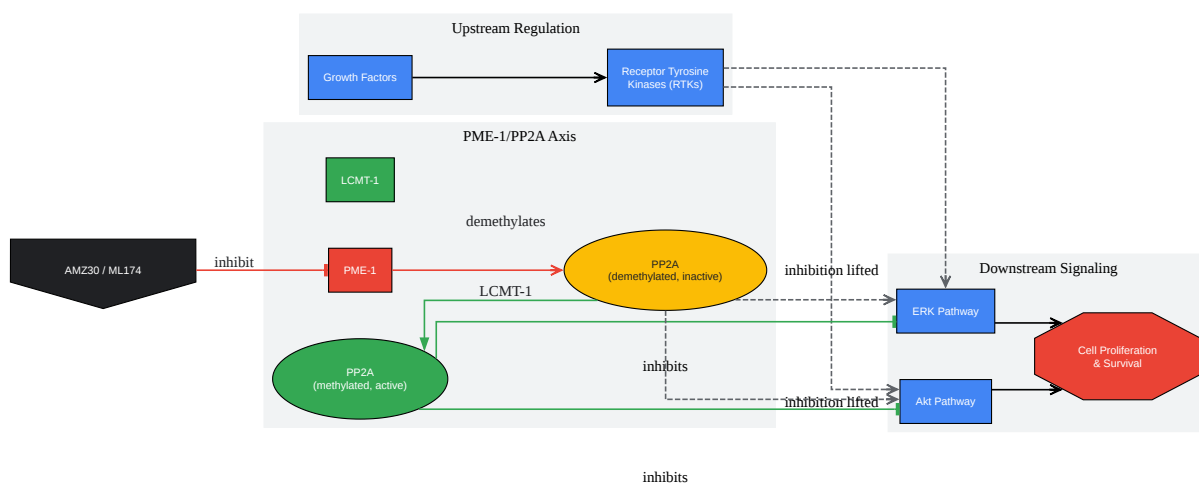 Upstream Regulation
Growth Factors
Receptor Tyrosine
Kinases (RTKs)
PME-1/PP2A Axis
LCMT-1
demethylates
AMZ30 / ML174
inhibit
PME-1
PP2A
(demethylated, inactive)
inhibition lifted
Downstream Signaling
LCMT-1
ERK Pathway
PP2A
(methylated, active)
inhibits
Cell Proliferation
& Survival
inhibition lifted
Akt Pathway
inhibits